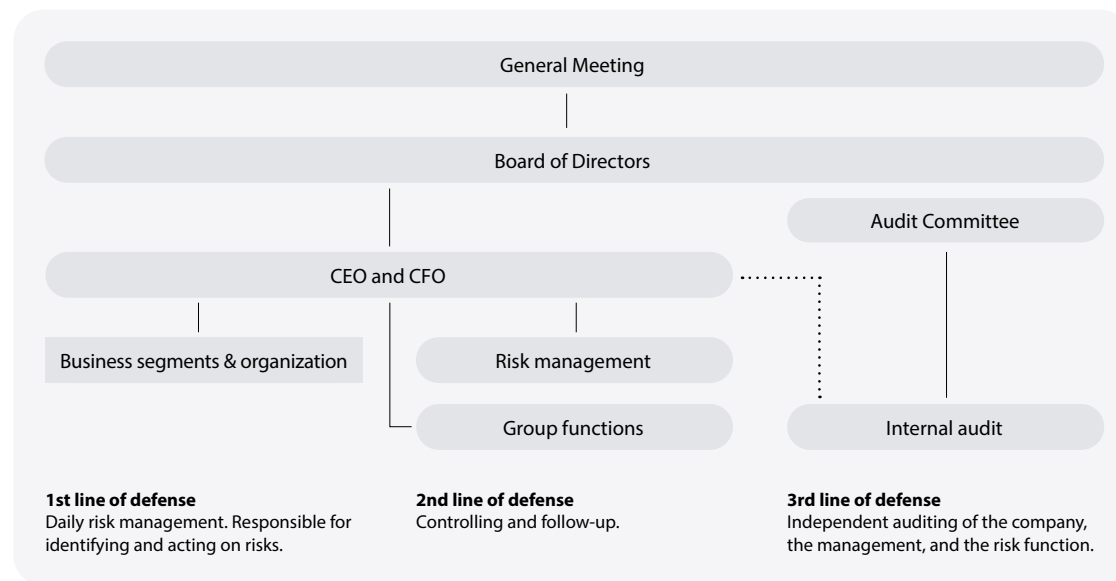 General Meeting
Board of Directors
Audit Committee
CEO and CFO
Business segments & organization
Risk management
Group functions
Internal audit
1st line of defense
Daily risk management. Responsible for
identifying and acting on risks.
2nd line of defense
Controlling and follow-up.
3rd line of defense
Independent auditing of the company,
the management, and the risk function.